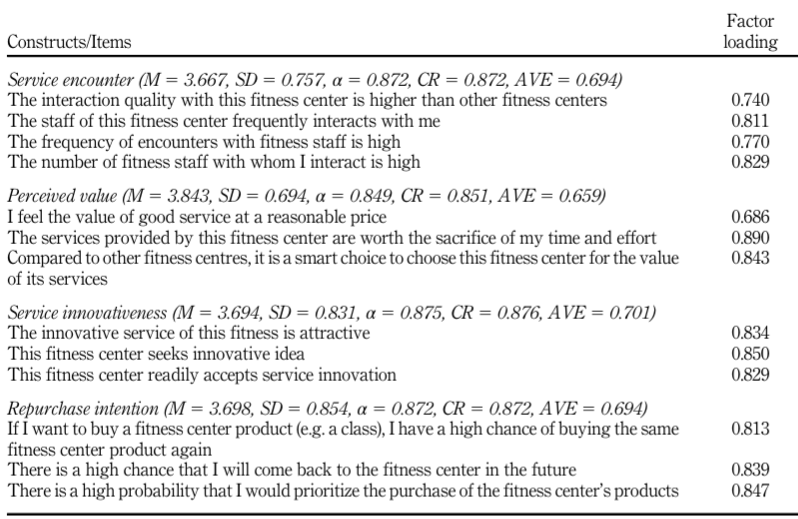 Factor
Constructs/Items loading
Service encounter (M = 3.667, SD = 0.757, α = 0.872, CR = 0.872, AVE = 0.694)
The interaction quality with this fitness center is higher than other fitness centers 0.740
The staff of this fitness center frequently interacts with me 0.811
The frequency of encounters with fitness staff is high 0.770
The number of fitness staff with whom I interact is high 0.829
Perceived value (M = 3.843, SD = 0.694, α = 0.849, CR = 0.851, AVE = 0.659)
I feel the value of good service at a reasonable price 0.686
The services provided by this fitness center are worth the sacrifice of my time and effort 0.890
Compared to other fitness centres, it is a smart choice to choose this fitness center for the value 0.843
of its services
Service innovativeness (M = 3.694, SD = 0.831, α = 0.875, CR = 0.876, AVE = 0.701)
The innovative service of this fitness is attractive 0.834
This fitness center seeks innovative idea 0.850
This fitness center readily accepts service innovation 0.829
Repurchase intention (M = 3.698, SD = 0.854, α = 0.872, CR = 0.872, AVE = 0.694)
If I want to buy a fitness center product (e.g. a class), I have a high chance of buying the same 0.813
fitness center product again
There is a high chance that I will come back to the fitness center in the future 0.839
There is a high probability that I would prioritize the purchase of the fitness center's products 0.847